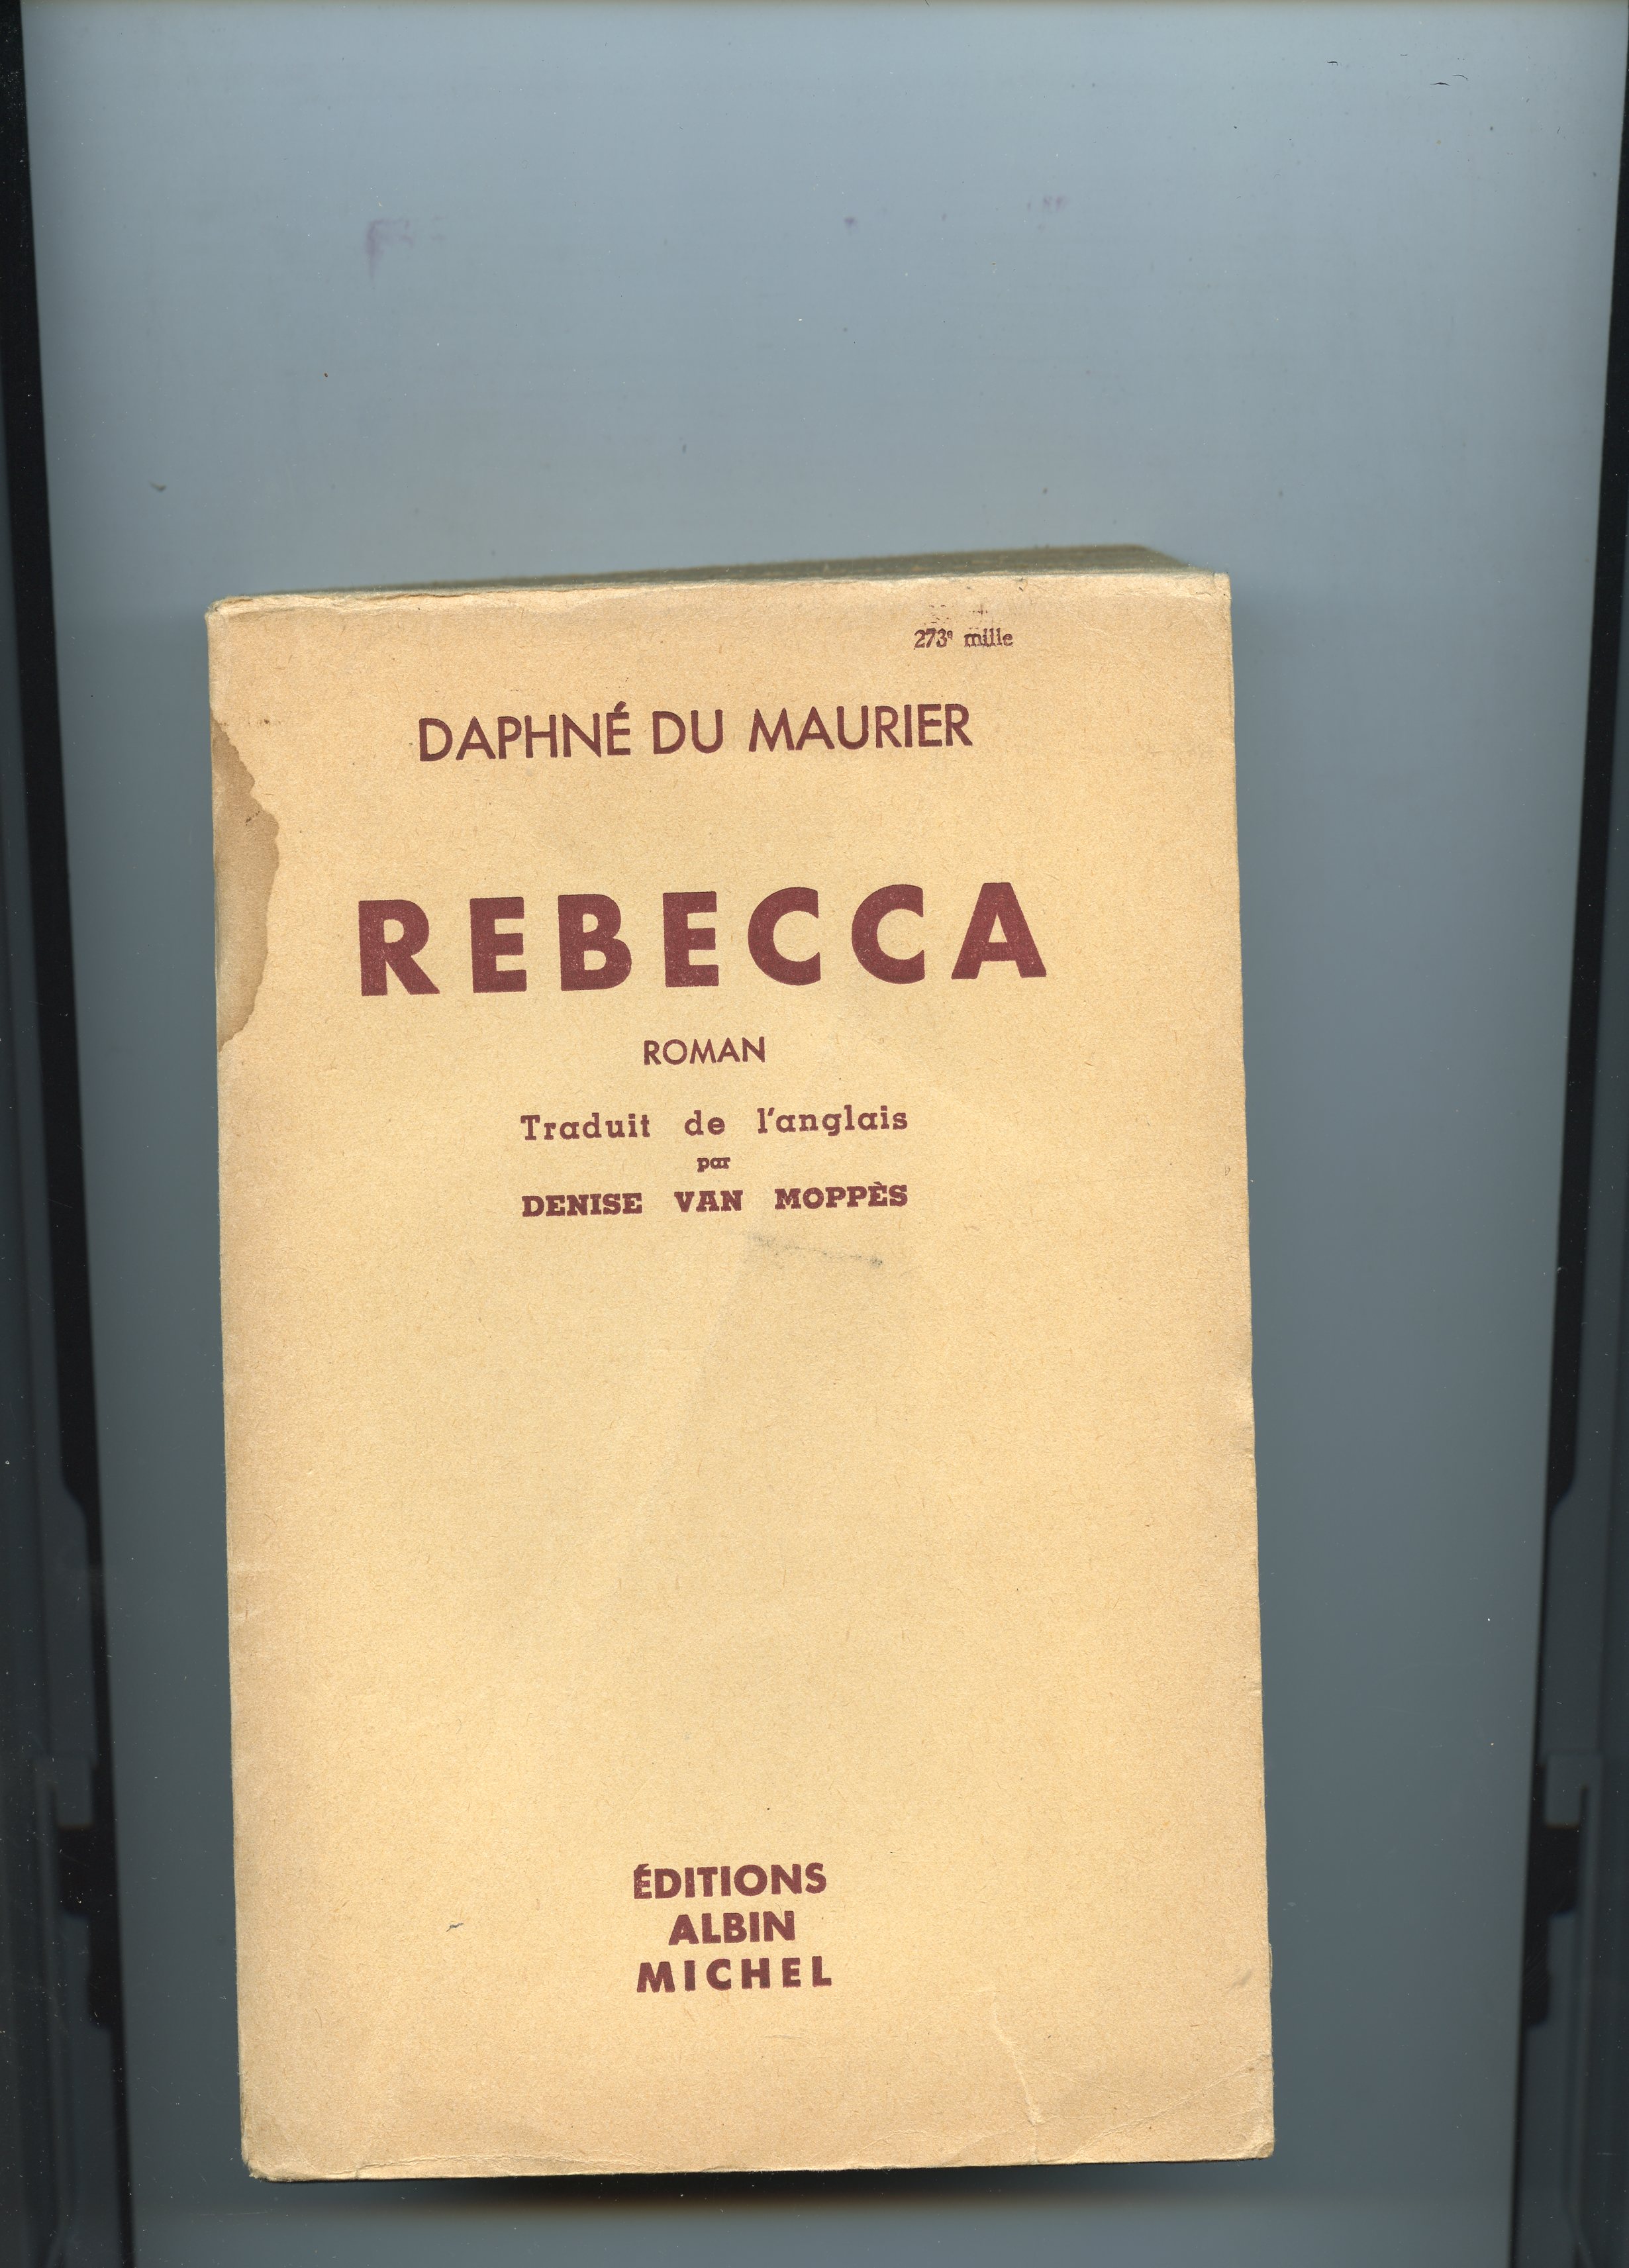 273e mille
DAPHNÉ DU MAURIER
REBECCA
ROMAN
Traduit de l'anglais
par
DENISE VAN MOPPÈS
ÉDITIONS
ALBIN
MICHEL